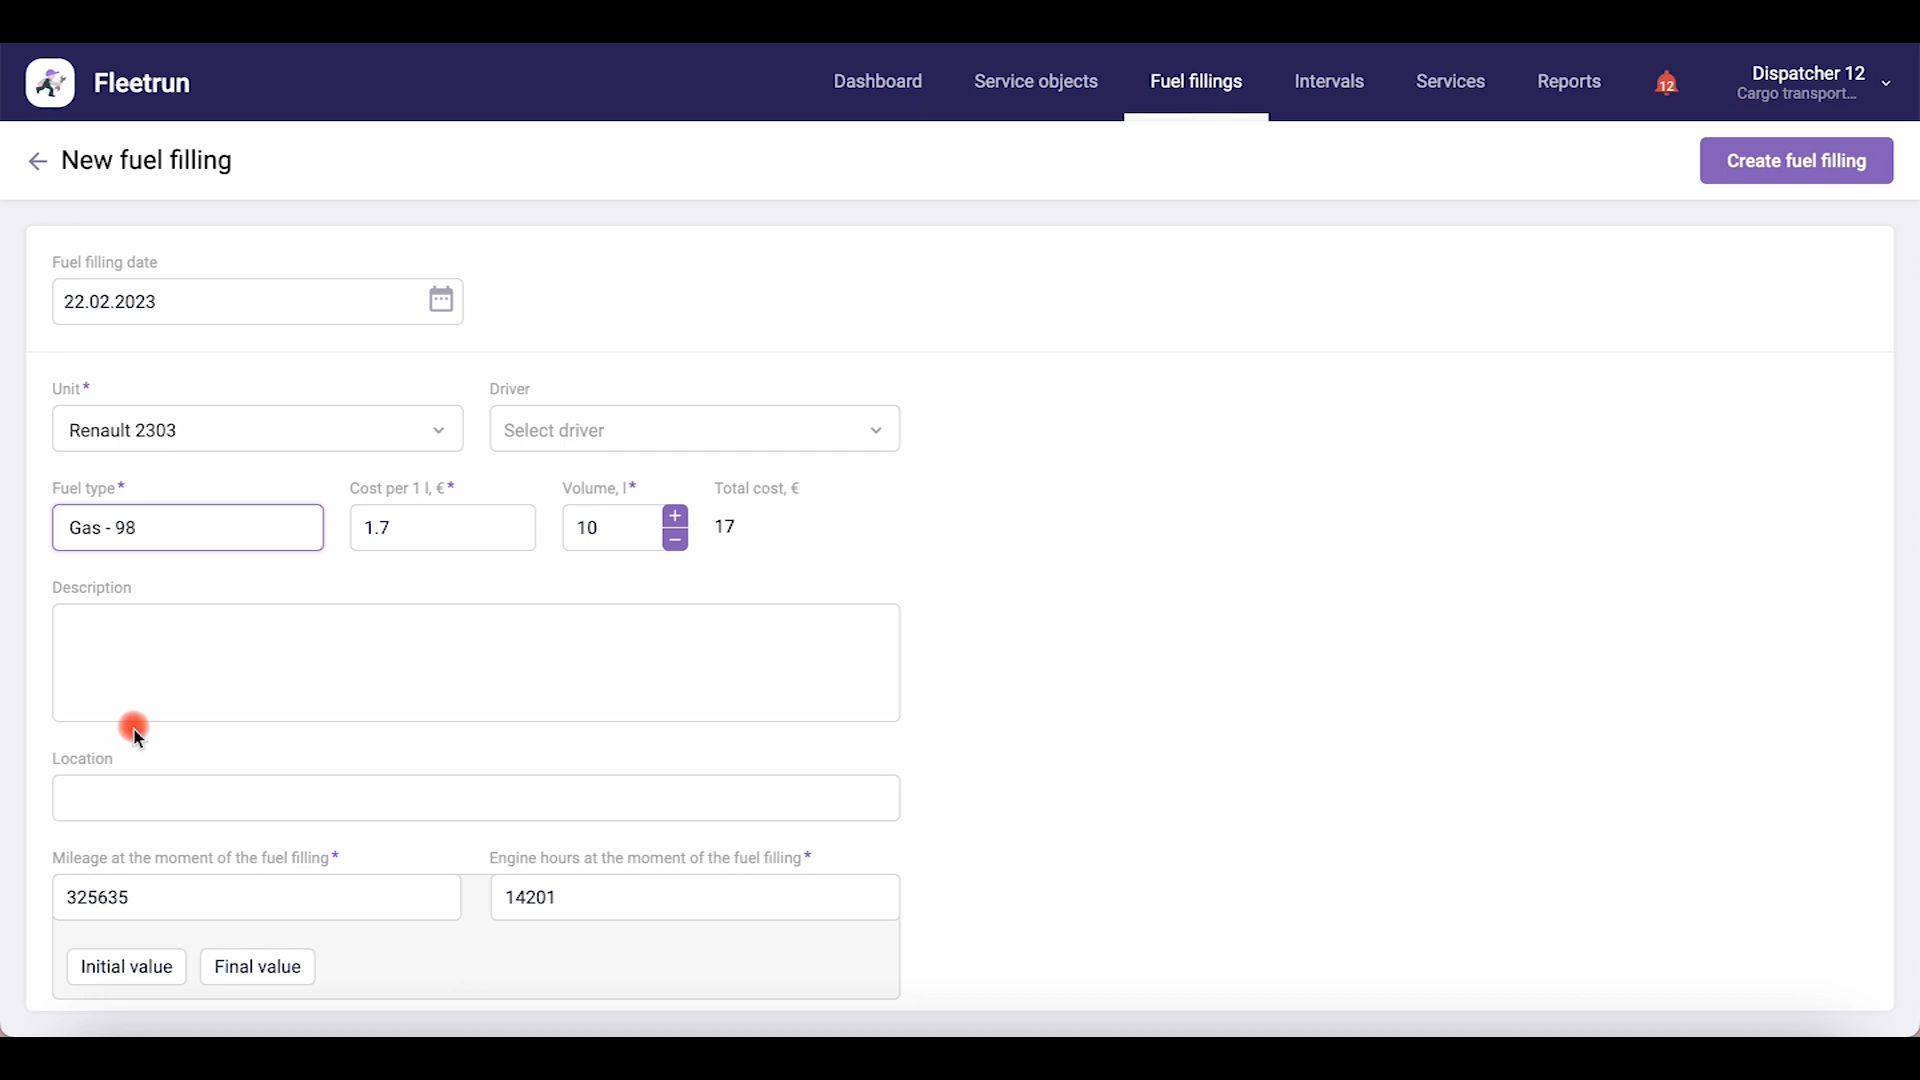 Fleetrun
Dashboard
Service objects
Fuel fillings
Intervals
Services
Reports
12
Dispatcher 12
Cargo transport...
New fuel filling
Create fuel filling
Fuel filling date
22.02.2023
Unit*
Driver
Renault 2303
Select driver
Fuel type*
Cost per 1 l, €*
Volume, l*
Total cost, €
Gas - 98
1.7
10
+
−
17
Description
Location
Mileage at the moment of the fuel filling*
Engine hours at the moment of the fuel filling*
325635
14201
Initial value
Final value